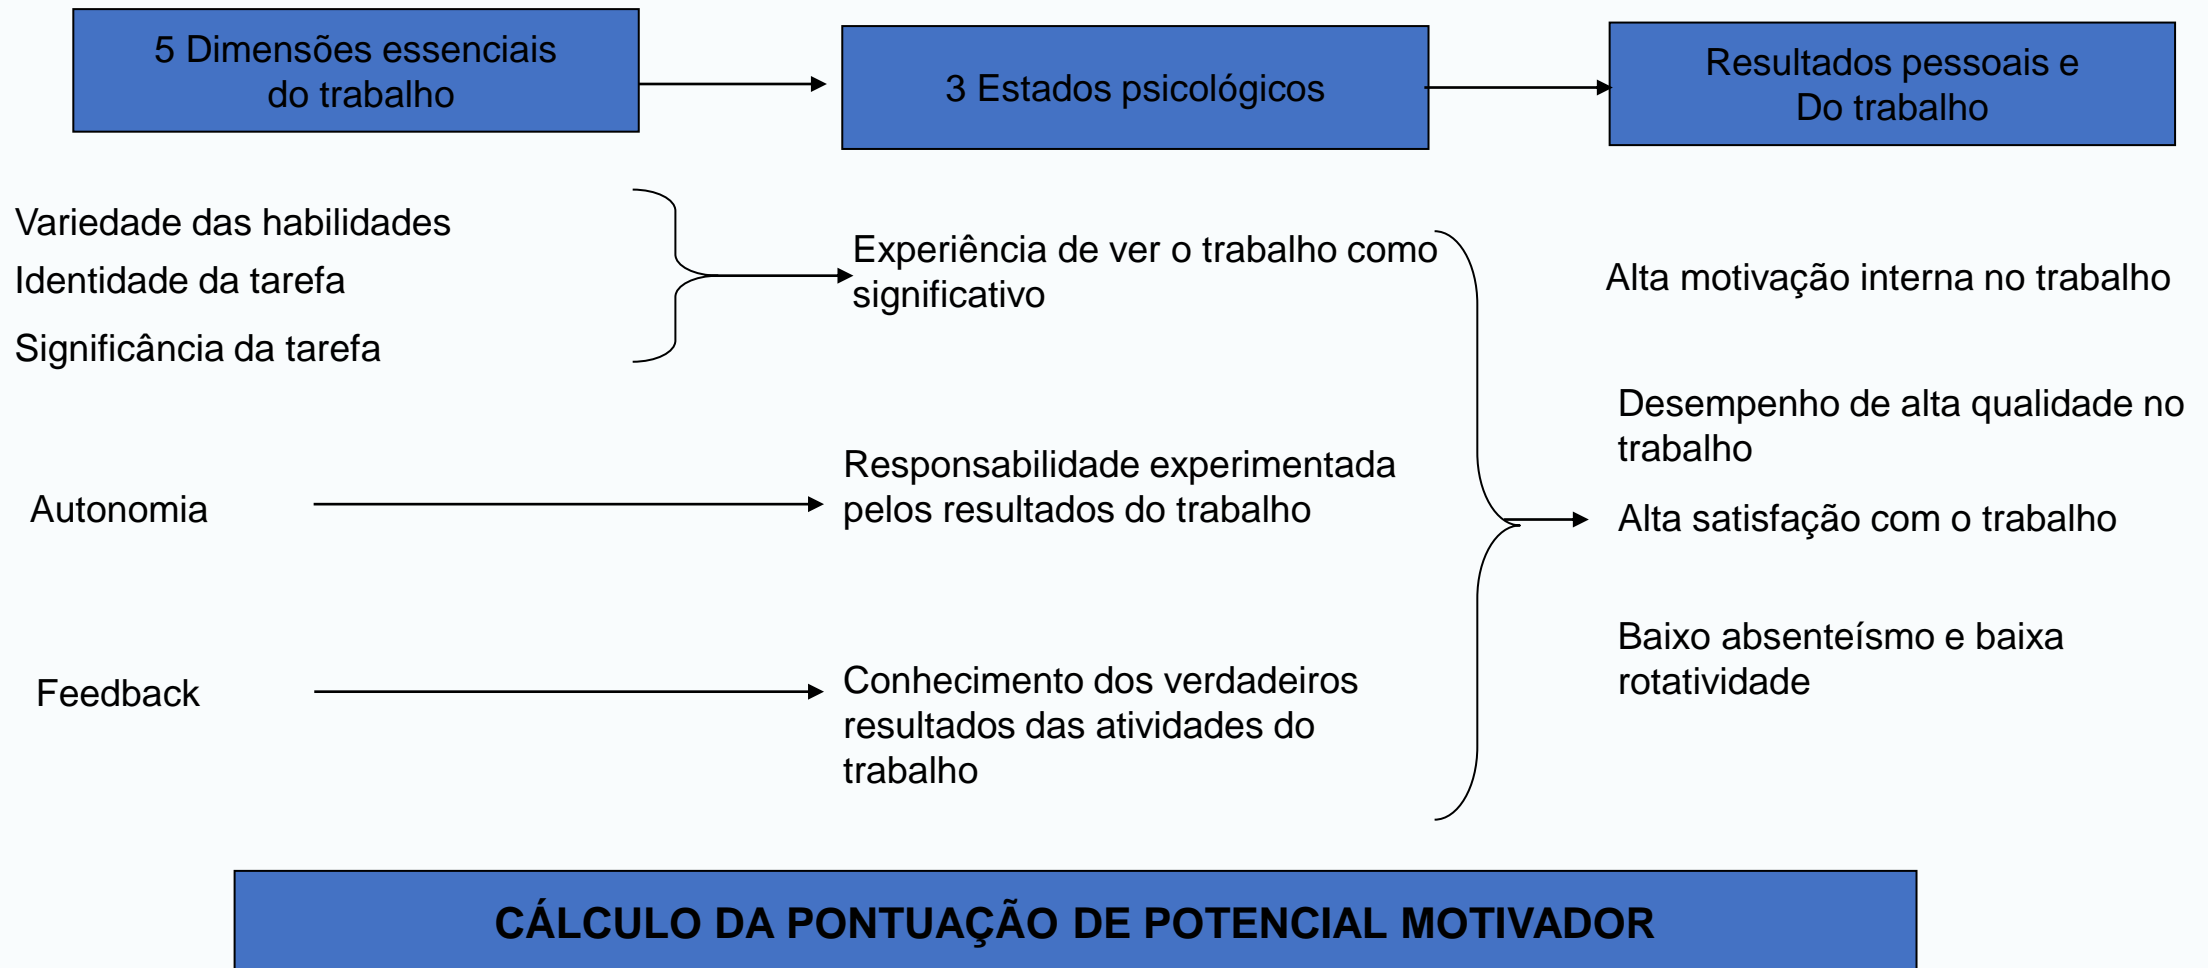 5 Dimensões essenciais
do trabalho
3 Estados psicológicos
Resultados pessoais e
Do trabalho
Variedade das habilidades
Identidade da tarefa
Significância da tarefa
Experiência de ver o trabalho como
significativo
Alta motivação interna no trabalho
Desempenho de alta qualidade no
trabalho
Autonomia
Responsabilidade experimentada
pelos resultados do trabalho
Alta satisfação com o trabalho
Feedback
Conhecimento dos verdadeiros
resultados das atividades do
trabalho
Baixo absenteísmo e baixa
rotatividade
CÁLCULO DA PONTUAÇÃO DE POTENCIAL MOTIVADOR